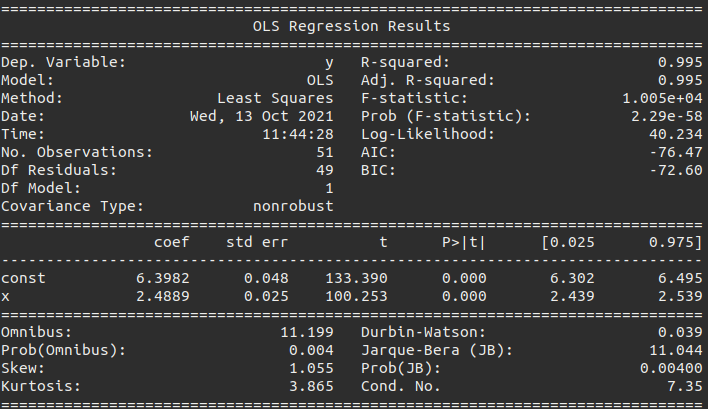 ==============================================================================
                            OLS Regression Results
==============================================================================
Dep. Variable:                      y   R-squared:                       0.995
Model:                            OLS   Adj. R-squared:                  0.995
Method:                 Least Squares   F-statistic:                 1.005e+04
Date:                Wed, 13 Oct 2021   Prob (F-statistic):           2.29e-58
Time:                        11:44:28   Log-Likelihood:                 40.234
No. Observations:                  51   AIC:                            -76.47
Df Residuals:                      49   BIC:                            -72.60
Df Model:                           1
Covariance Type:            nonrobust
==============================================================================
                 coef    std err          t      P>|t|      [0.025      0.975]
------------------------------------------------------------------------------
const          6.3982      0.048    133.390      0.000       6.302       6.495
x              2.4889      0.025    100.253      0.000       2.439       2.539
==============================================================================
Omnibus:                       11.199   Durbin-Watson:                   0.039
Prob(Omnibus):                  0.004   Jarque-Bera (JB):               11.044
Skew:                           1.055   Prob(JB):                      0.00400
Kurtosis:                       3.865   Cond. No.                         7.35
==============================================================================